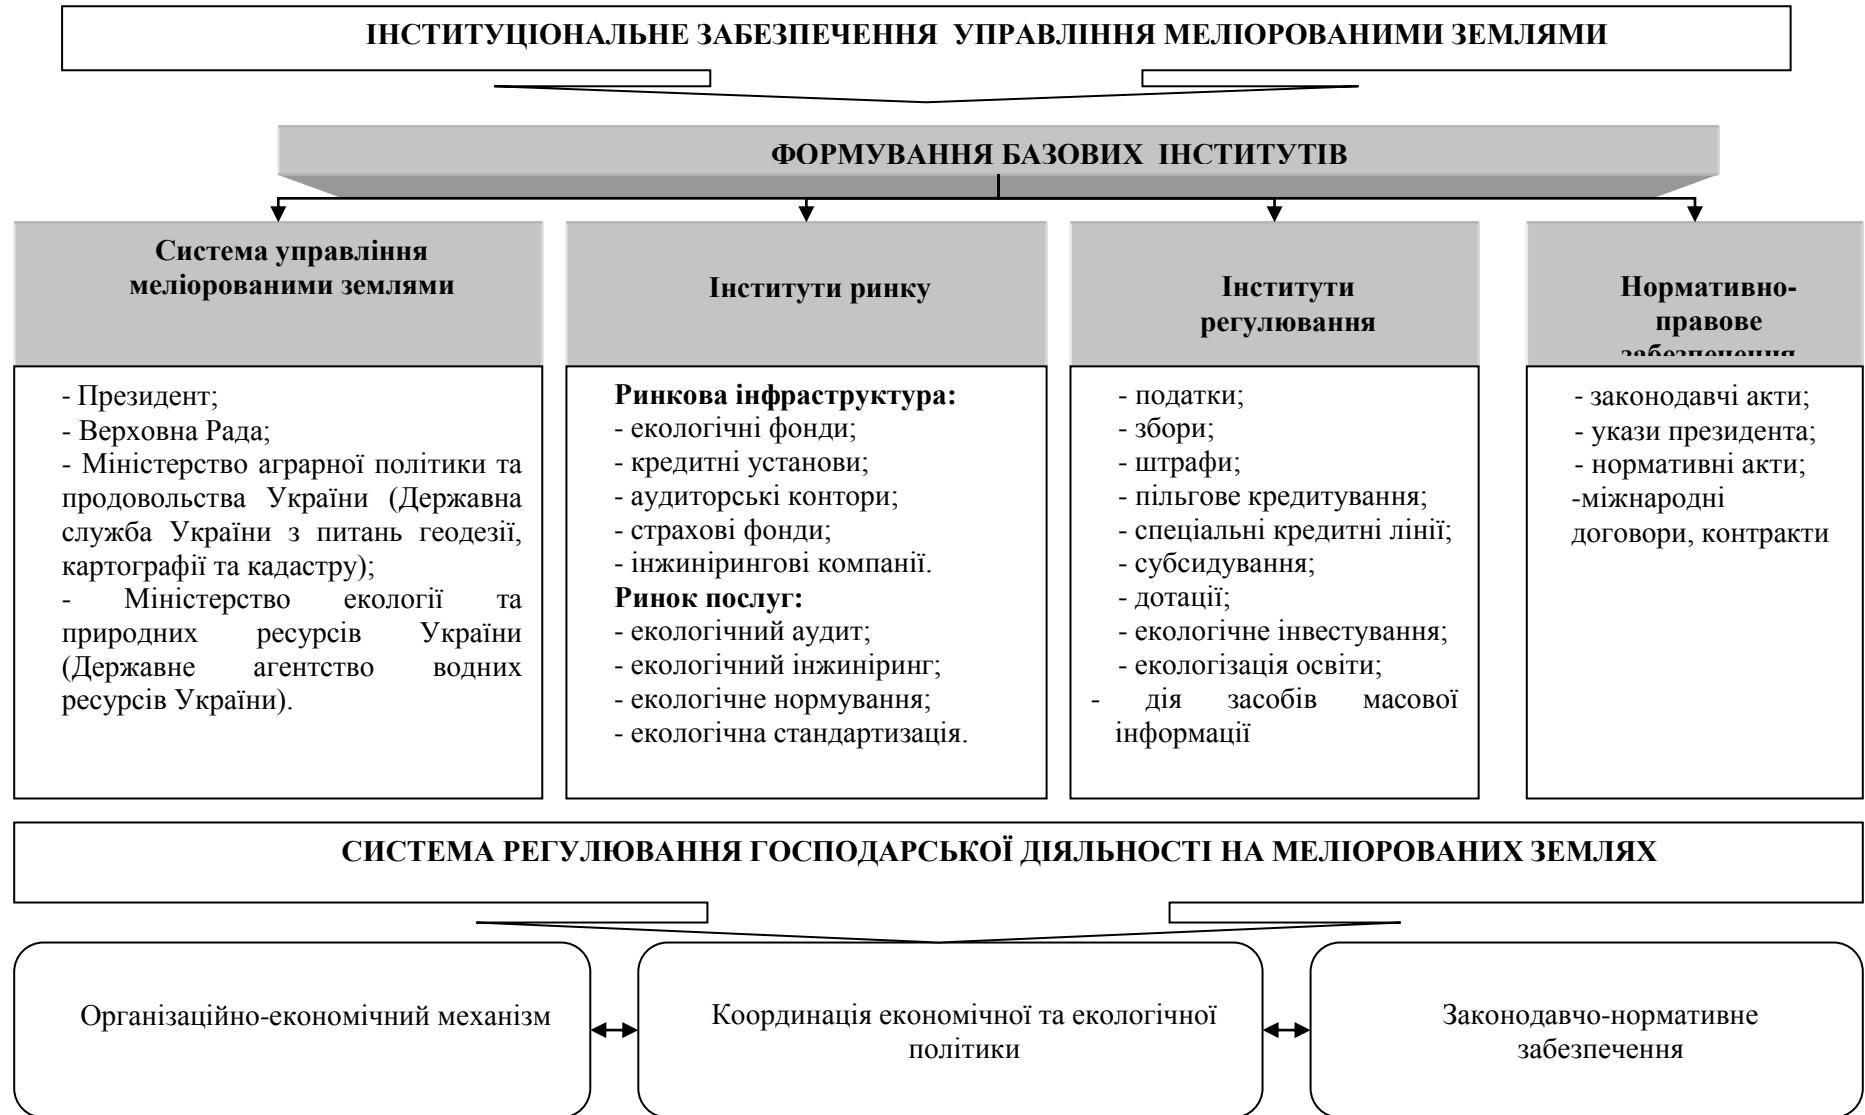 ІНСТИТУЦІОНАЛЬНЕ ЗАБЕЗПЕЧЕННЯ УПРАВЛІННЯ МЕЛІОРОВАНИМИ ЗЕМЛЯМИ
ФОРМУВАННЯ БАЗОВИХ ІНСТИТУТІВ
Система управління
меліорованими землями
- Президент;
- Верховна Рада;
- Міністерство аграрної політики та
продовольства України (Державна
служба України з питань геодезії,
картографії та кадастру);
- Міністерство екології та
природних ресурсів України
(Державне агентство водних
ресурсів України).
Інститути ринку
Ринкова інфраструктура:
- екологічні фонди;
- кредитні установи;
- аудиторські контори;
- страхові фонди;
- інжинірингові компанії.
Ринок послуг:
- екологічний аудит;
- екологічний інжиніринг;
- екологічне нормування;
- екологічна стандартизація.
Інститути
регулювання
- податки;
- збори;
- штрафи;
- пільгове кредитування;
- спеціальні кредитні лінії;
- субсидування;
- дотації;
- екологічне інвестування;
- екологізація освіти;
- дія засобів масової
інформації
Нормативно-
правове
забезпечення
- законодавчі акти;
- укази президента;
- нормативні акти;
-міжнародні
договори, контракти
СИСТЕМА РЕГУЛЮВАННЯ ГОСПОДАРСЬКОЇ ДІЯЛЬНОСТІ НА МЕЛІОРОВАНИХ ЗЕМЛЯХ
Організаційно-економічний механізм
Координація економічної та екологічної
політики
Законодавчо-нормативне
забезпечення